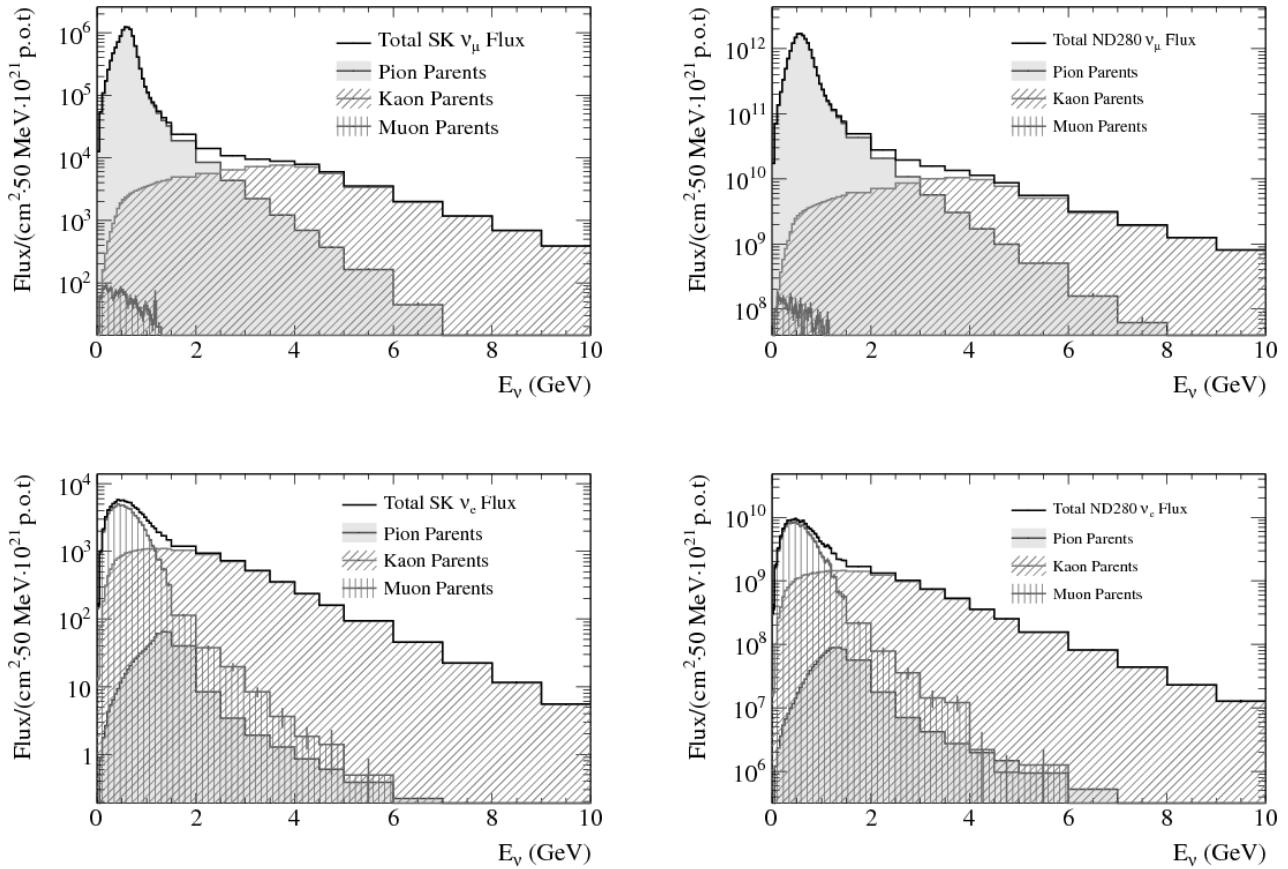 Flux/(cm²·50 MeV·10²¹ p.o.t)
10⁶
10⁵
10⁴
10³
10²
Total SK ν_μ Flux
Pion Parents
Kaon Parents
Muon Parents
0 2 4 6 8 10
E_ν (GeV)
Flux/(cm²·50 MeV·10²¹ p.o.t)
10¹²
10¹¹
10¹⁰
10⁹
10⁸
Total ND280 ν_μ Flux
Pion Parents
Kaon Parents
Muon Parents
0 2 4 6 8 10
E_ν (GeV)
Flux/(cm²·50 MeV·10²¹ p.o.t)
10⁴
10³
10²
10
1
Total SK ν_e Flux
Pion Parents
Kaon Parents
Muon Parents
0 2 4 6 8 10
E_ν (GeV)
Flux/(cm²·50 MeV·10²¹ p.o.t)
10¹⁰
10⁹
10⁸
10⁷
10⁶
Total ND280 ν_e Flux
Pion Parents
Kaon Parents
Muon Parents
0 2 4 6 8 10
E_ν (GeV)